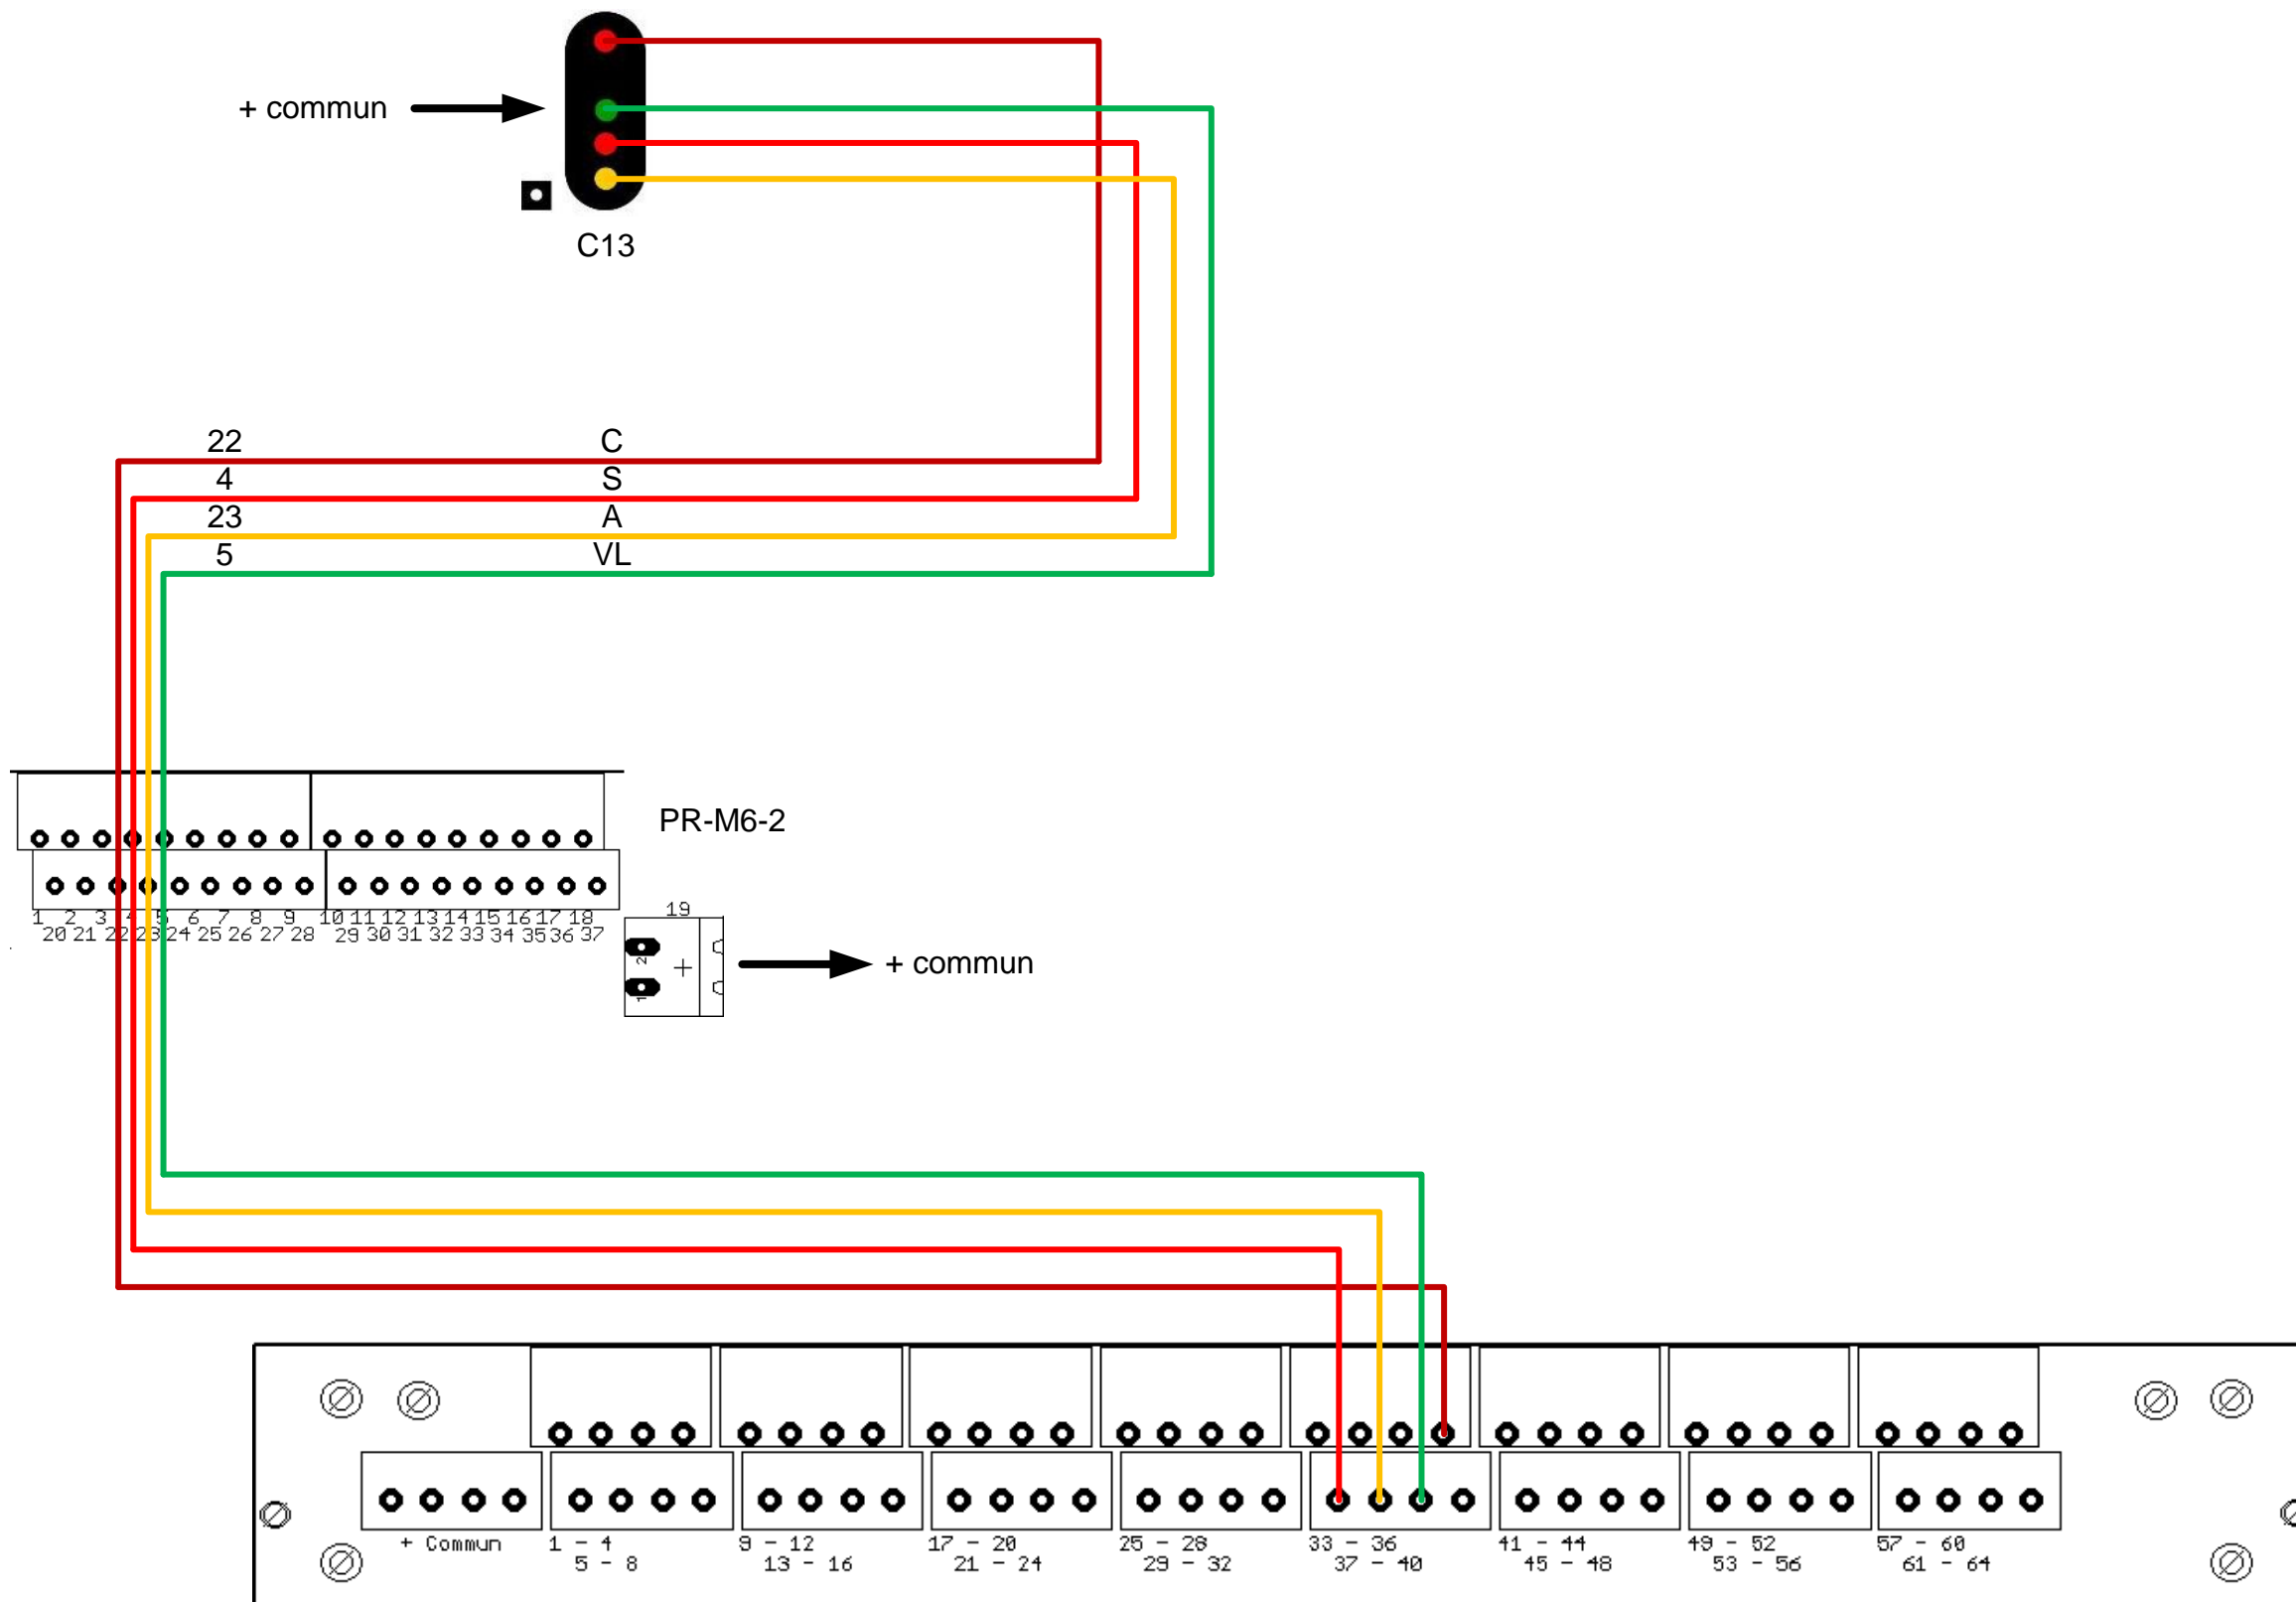 + commun
C13
22 C
4 S
23 A
5 VL
PR-M6-2
1 2 3 4 5 6 7 8 9 10 11 12 13 14 15 16 17 18
20 21 22 23 24 25 26 27 28 29 30 31 32 33 34 35 36 37
19
2
+
1
+ commun
+ Commun 1 - 4 9 - 12 17 - 20 25 - 28 33 - 36 41 - 44 49 - 52 57 - 60
5 - 8 13 - 16 21 - 24 29 - 32 37 - 40 45 - 48 53 - 56 61 - 64